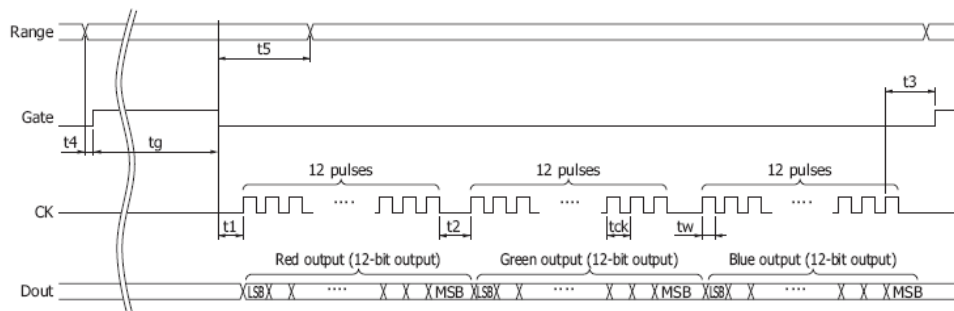 Range
t5
t3
Gate
t4
tg
12 pulses
12 pulses
12 pulses
CK
t1
t2
tck
tw
Red output (12-bit output)
Green output (12-bit output)
Blue output (12-bit output)
Dout
LSB
MSB
LSB
MSB
LSB
MSB